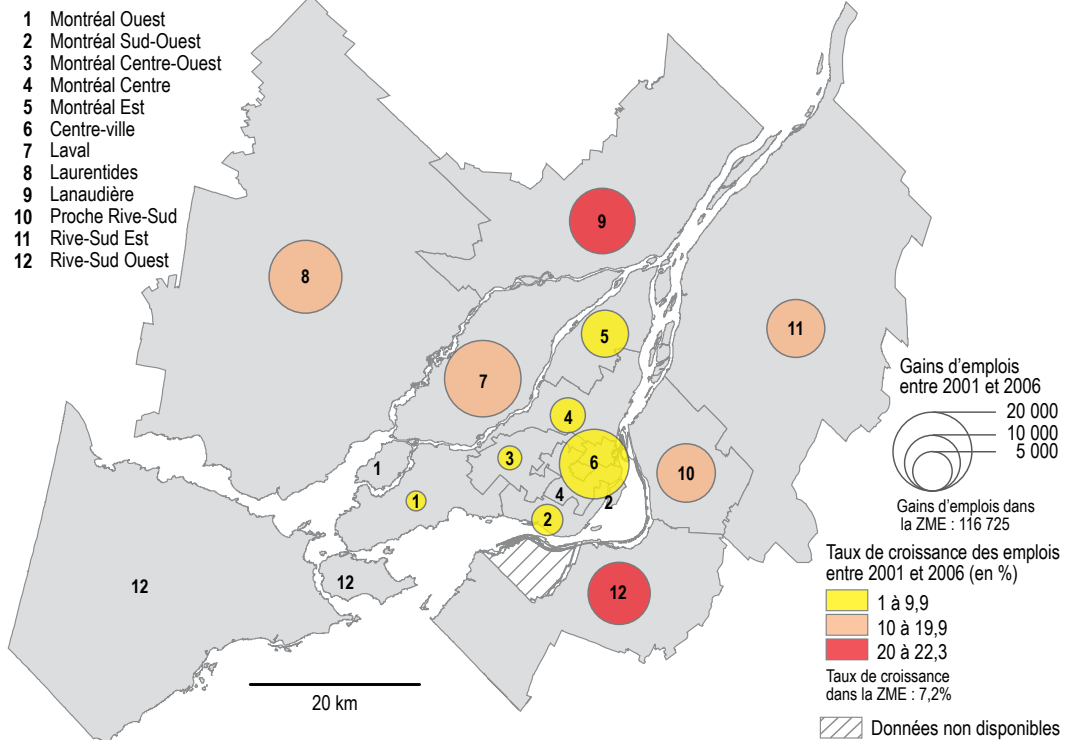 1 Montréal Ouest
2 Montréal Sud-Ouest
3 Montréal Centre-Ouest
4 Montréal Centre
5 Montréal Est
6 Centre-ville
7 Laval
8 Laurentides
9 Lanaudière
10 Proche Rive-Sud
11 Rive-Sud Est
12 Rive-Sud Ouest
9
8
11
5
7
4
3
6
1
10
1
4
2
2
12
12
12
20 km
Gains d’emplois
entre 2001 et 2006
20 000
10 000
5 000
Gains d’emplois dans
la ZME : 116 725
Taux de croissance des emplois
entre 2001 et 2006 (en %)
1 à 9,9
10 à 19,9
20 à 22,3
Taux de croissance
dans la ZME : 7,2%
Données non disponibles